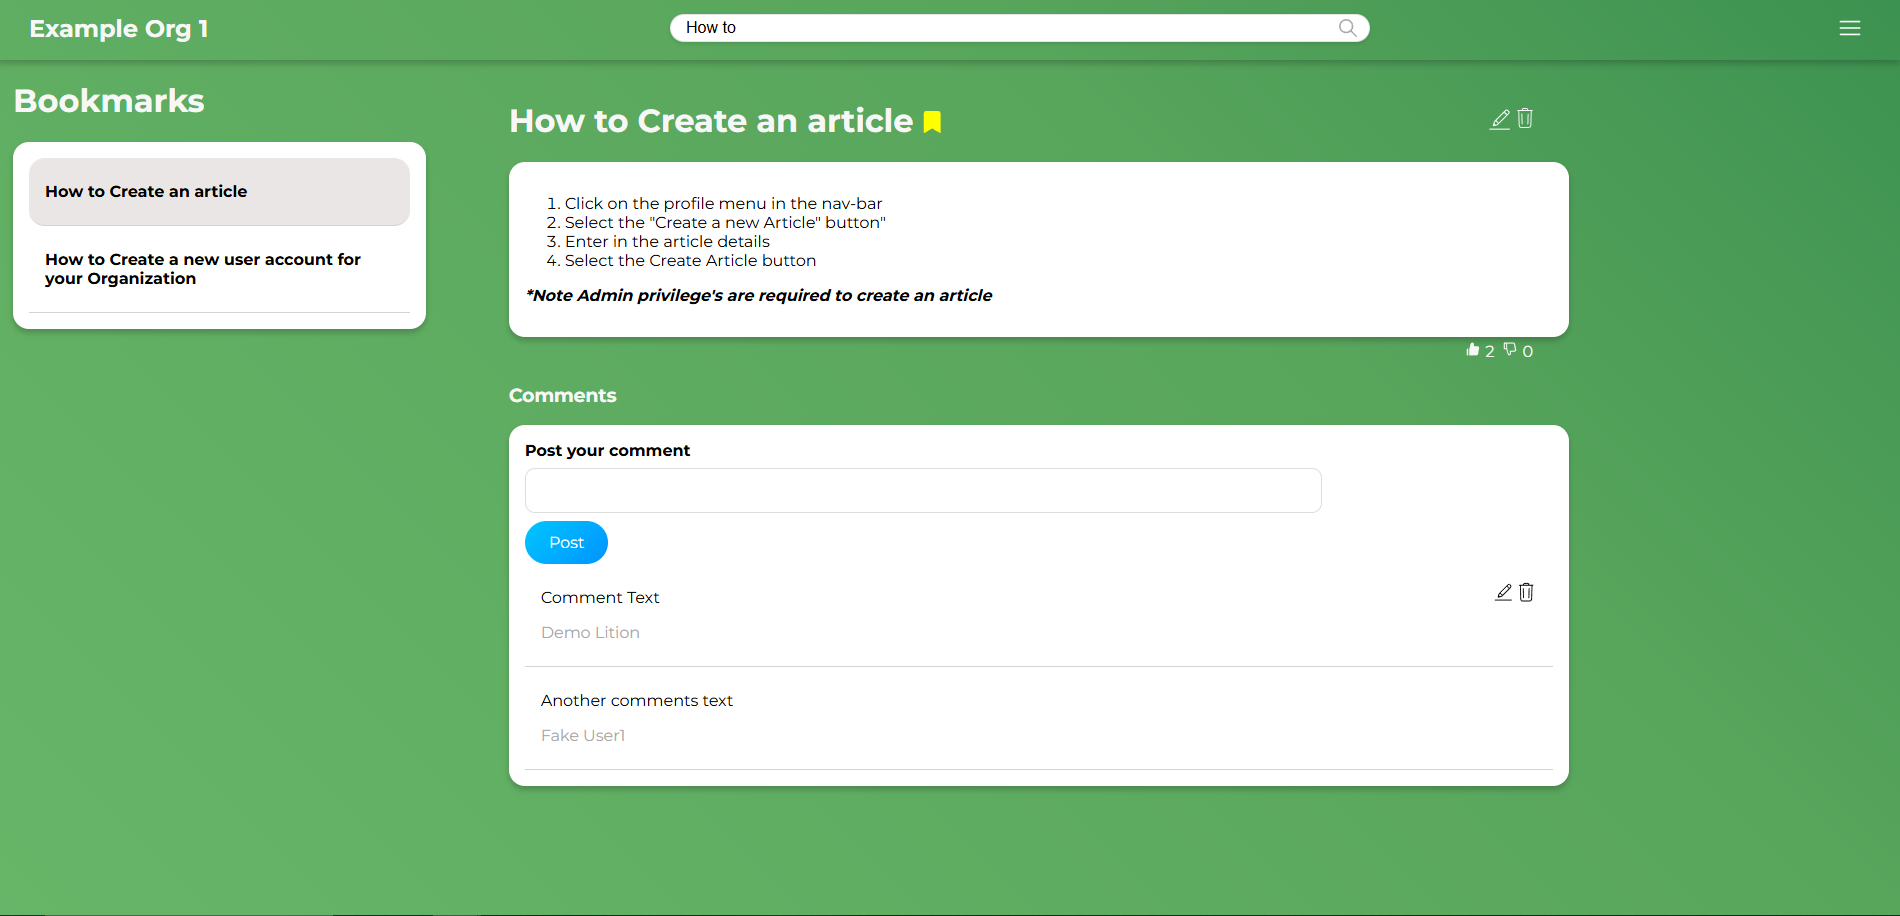 Example Org 1
How to
Bookmarks
How to Create an article
How to Create a new user account for
your Organization
How to Create an article
1. Click on the profile menu in the nav-bar
2. Select the "Create a new Article" button"
3. Enter in the article details
4. Select the Create Article button
*Note Admin privilege's are required to create an article
2 0
Comments
Post your comment
Post
Comment Text
Demo Lition
Another comments text
Fake User1